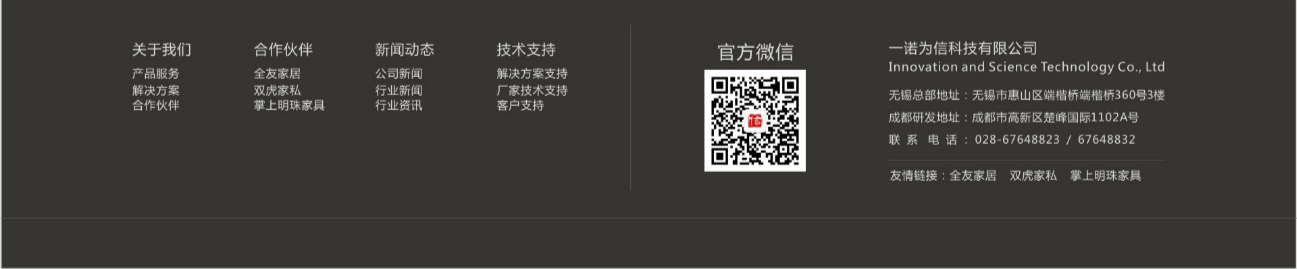 关于我们
产品服务
解决方案
合作伙伴
合作伙伴
全友家居
双虎家私
掌上明珠家具
新闻动态
公司新闻
行业新闻
行业资讯
技术支持
解决方案支持
厂家技术支持
客户支持
官方微信
一诺为信科技有限公司
Innovation and Science Technology Co., Ltd
无锡总部地址：无锡市惠山区端楷桥端楷桥360号3楼
成都研发地址：成都市高新区楚峰国际1102A号
联 系 电 话 ：028-67648823 / 67648832
友情链接：全友家居 双虎家私 掌上明珠家具